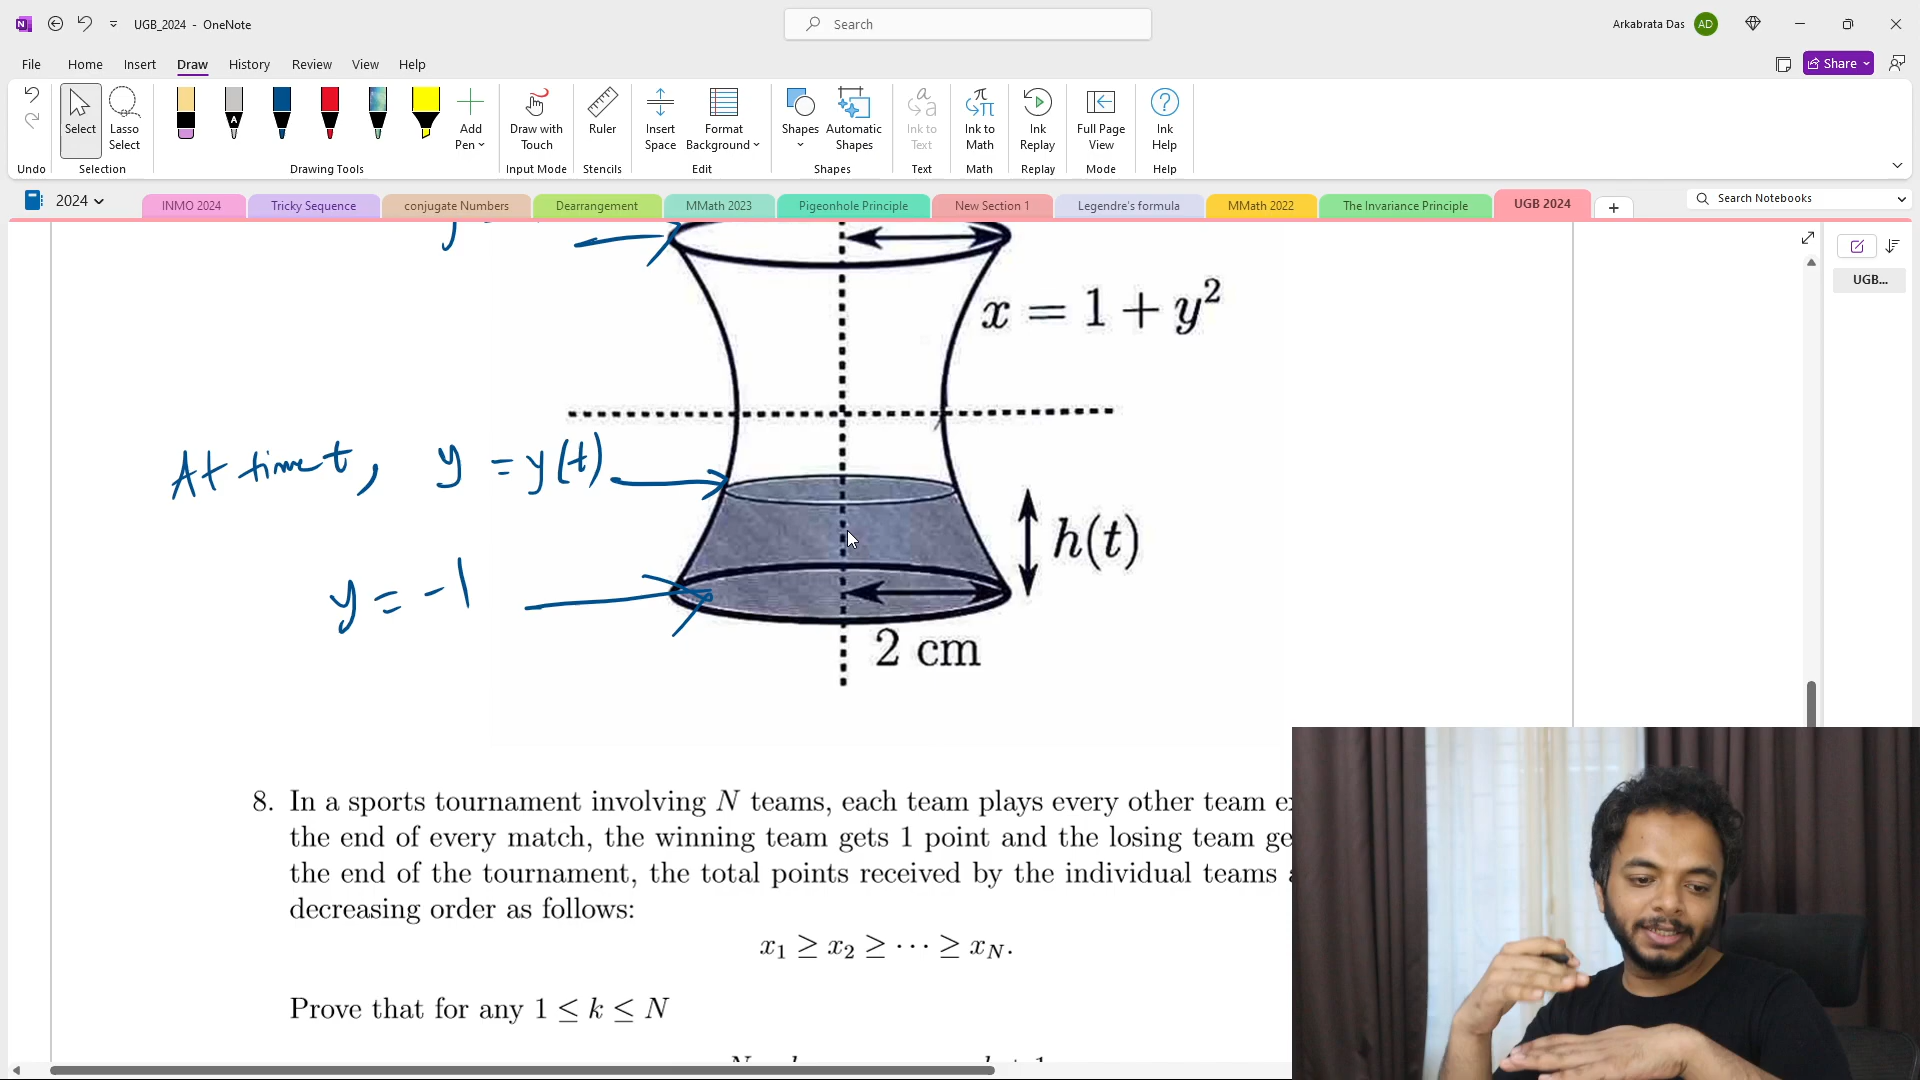 UGB_2024 - OneNote
Search
Arkabrata Das AD
File Home Insert Draw History Review View Help
Share
Undo
Select
Lasso Select
Selection
Add Pen
Drawing Tools
Draw with Touch
Input Mode
Ruler
Stencils
Insert Space
Format Background
Edit
Shapes
Automatic Shapes
Shapes
Ink to Text
Text
Ink to Math
Math
Ink Replay
Replay
Full Page View
Mode
Ink Help
Help
2024
INMO 2024 Tricky Sequence conjugate Numbers Dearrangement MMath 2023 Pigeonhole Principle New Section 1 Legendre's formula MMath 2022 The Invariance Principle UGB 2024 +
Search Notebooks
UGB...
x = 1 + y²
At time t, y = y(t)
h(t)
y = -1
2 cm
8. In a sports tournament involving N teams, each team plays every other team
the end of every match, the winning team gets 1 point and the losing team
the end of the tournament, the total points received by the individual teams
decreasing order as follows:
x₁ ≥ x₂ ≥ ⋯ ≥ x_N.
Prove that for any 1 ≤ k ≤ N